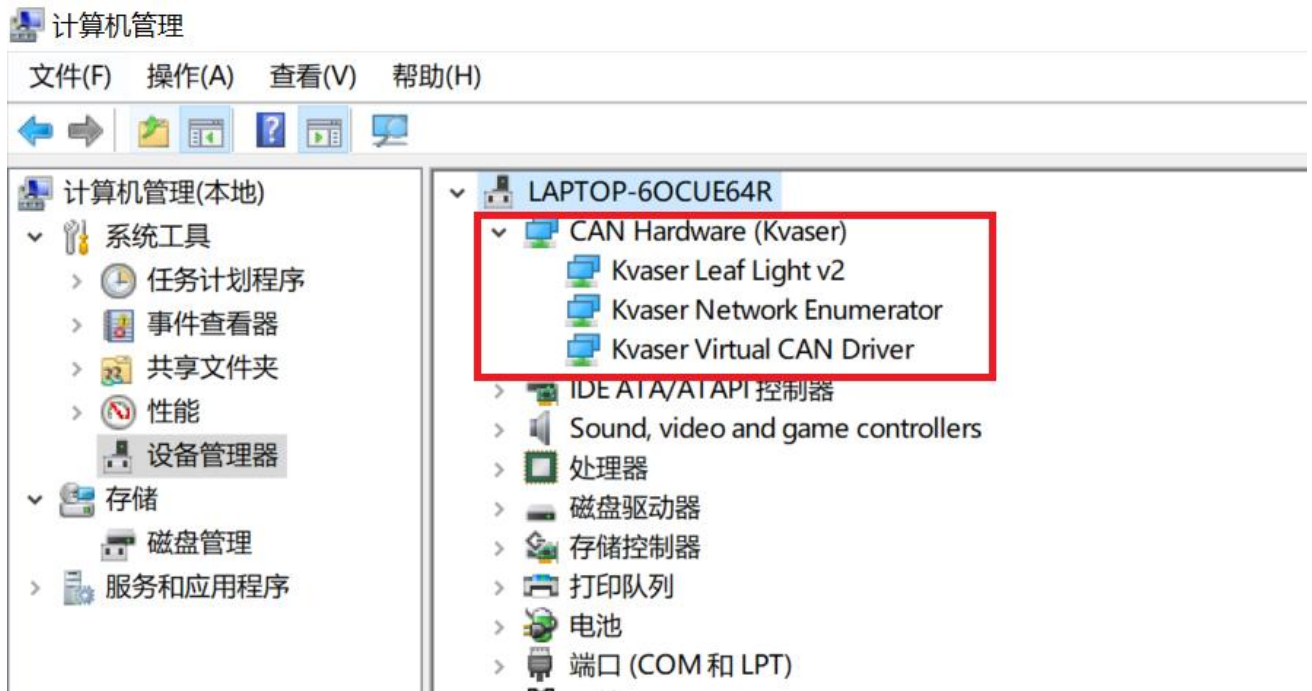 计算机管理
文件(F) 操作(A) 查看(V) 帮助(H)
计算机管理(本地)
系统工具
任务计划程序
事件查看器
共享文件夹
性能
设备管理器
存储
磁盘管理
服务和应用程序
LAPTOP-6OCUE64R
CAN Hardware (Kvaser)
Kvaser Leaf Light v2
Kvaser Network Enumerator
Kvaser Virtual CAN Driver
IDE ATA/ATAPI 控制器
Sound, video and game controllers
处理器
磁盘驱动器
存储控制器
打印队列
电池
端口 (COM 和 LPT)